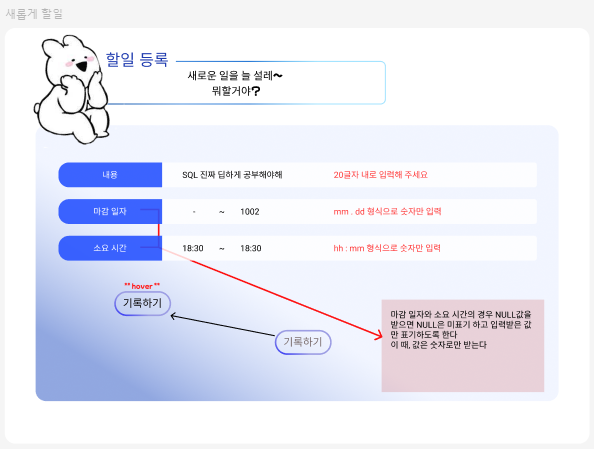 새롭게 할일
할일 등록
새로운 일을 늘 설레~
뭐할거야?
내용 SQL 진짜 딥하게 공부해야해 20글자 내로 입력해 주세요
마감 일자 - ~ 1002 mm . dd 형식으로 숫자만 입력
소요 시간 18:30 ~ 18:30 hh : mm 형식으로 숫자만 입력
** hover **
기록하기
기록하기
마감 일자와 소요 시간의 경우 NULL값을
받으면 NULL은 미표기 하고 입력받은 값
만 표기하도록 한다
이 때, 값은 숫자로만 받는다